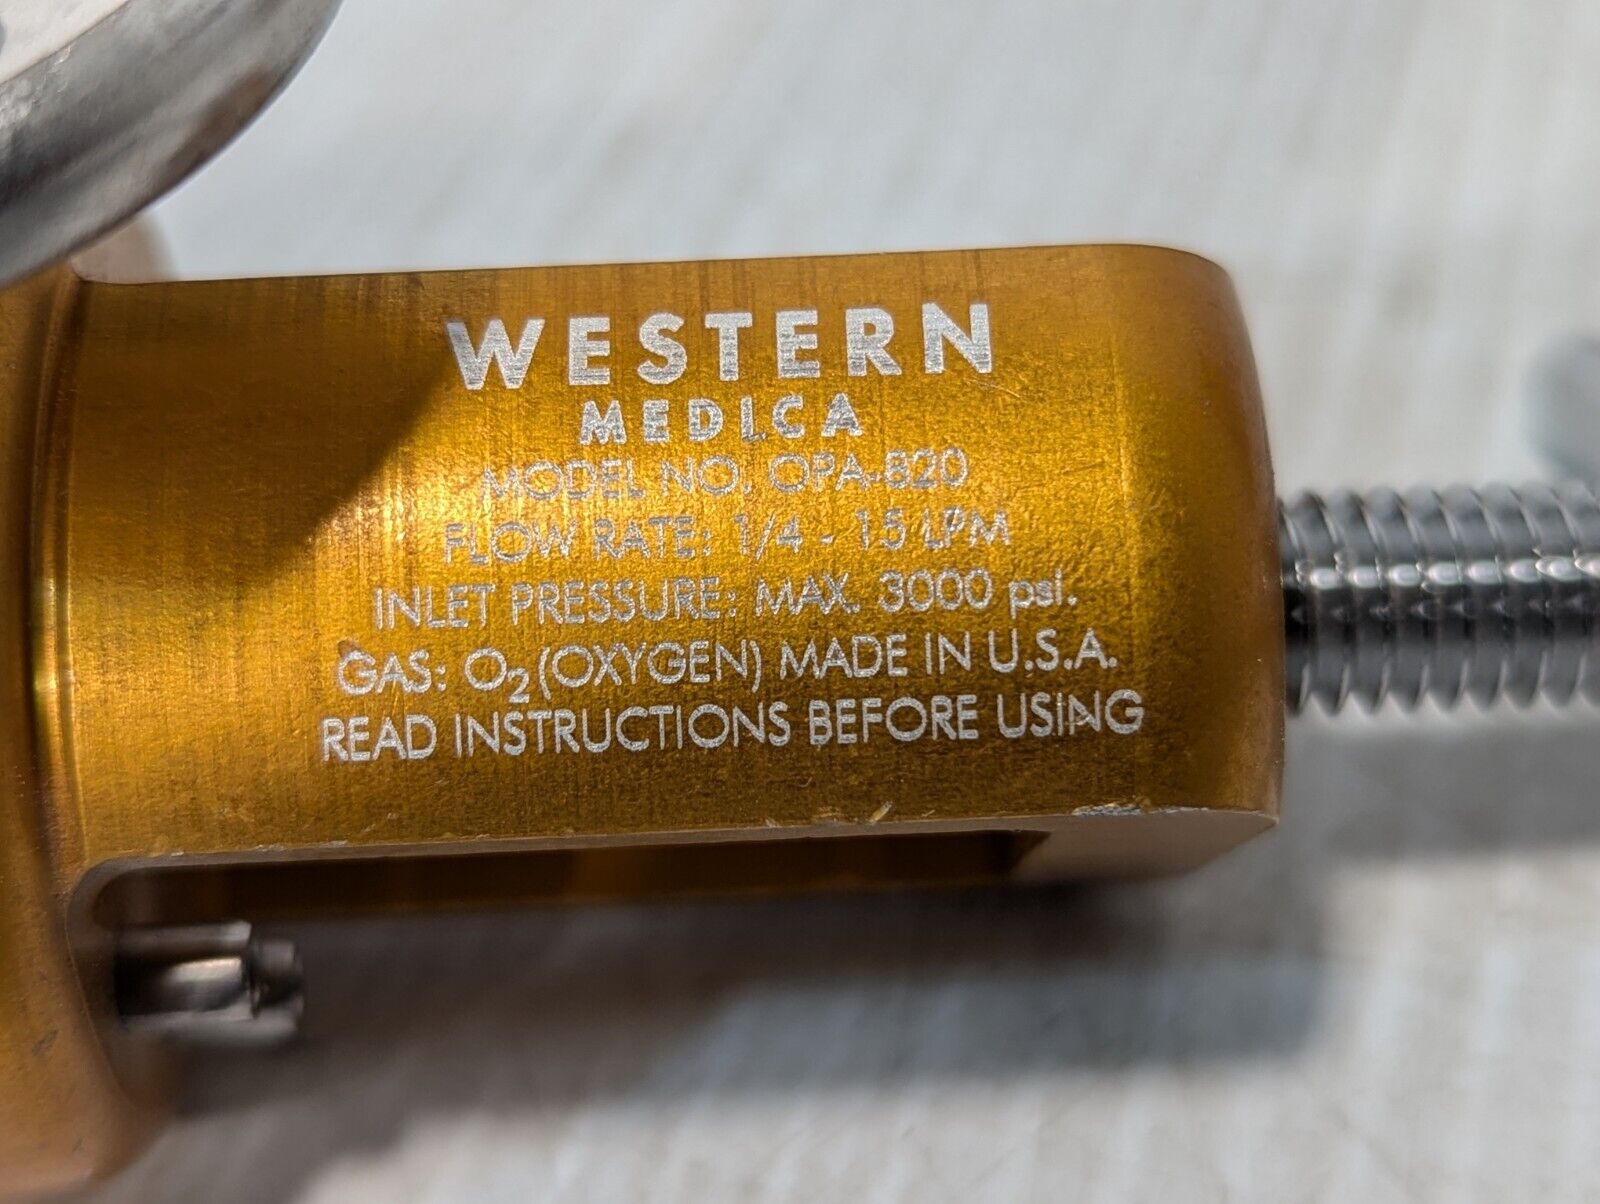 WESTERN
MEDICA
MODEL NO. OPA-820
FLOW RATE: 1/4 - 15 LPM
INLET PRESSURE: MAX. 3000 psi.
GAS: O2 (OXYGEN) MADE IN U.S.A.
READ INSTRUCTIONS BEFORE USING